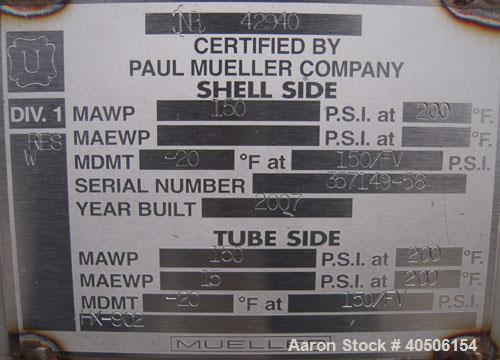 NB 42940
CERTIFIED BY
PAUL MUELLER COMPANY
SHELL SIDE
U
DIV. 1
RES
W
MAWP 150 P.S.I. at 200 °F.
MAEWP P.S.I. at °F.
MDMT -20 °F at 150/FV P.S.I.
SERIAL NUMBER 357149-56
YEAR BUILT 2007
TUBE SIDE
MAWP 150 P.S.I. at 200 °F.
MAEWP 15 P.S.I. at 200 °F.
MDMT -20 °F at 150/FV P.S.I.
HX-902
MUELLER
Aaron Stock # 40506154